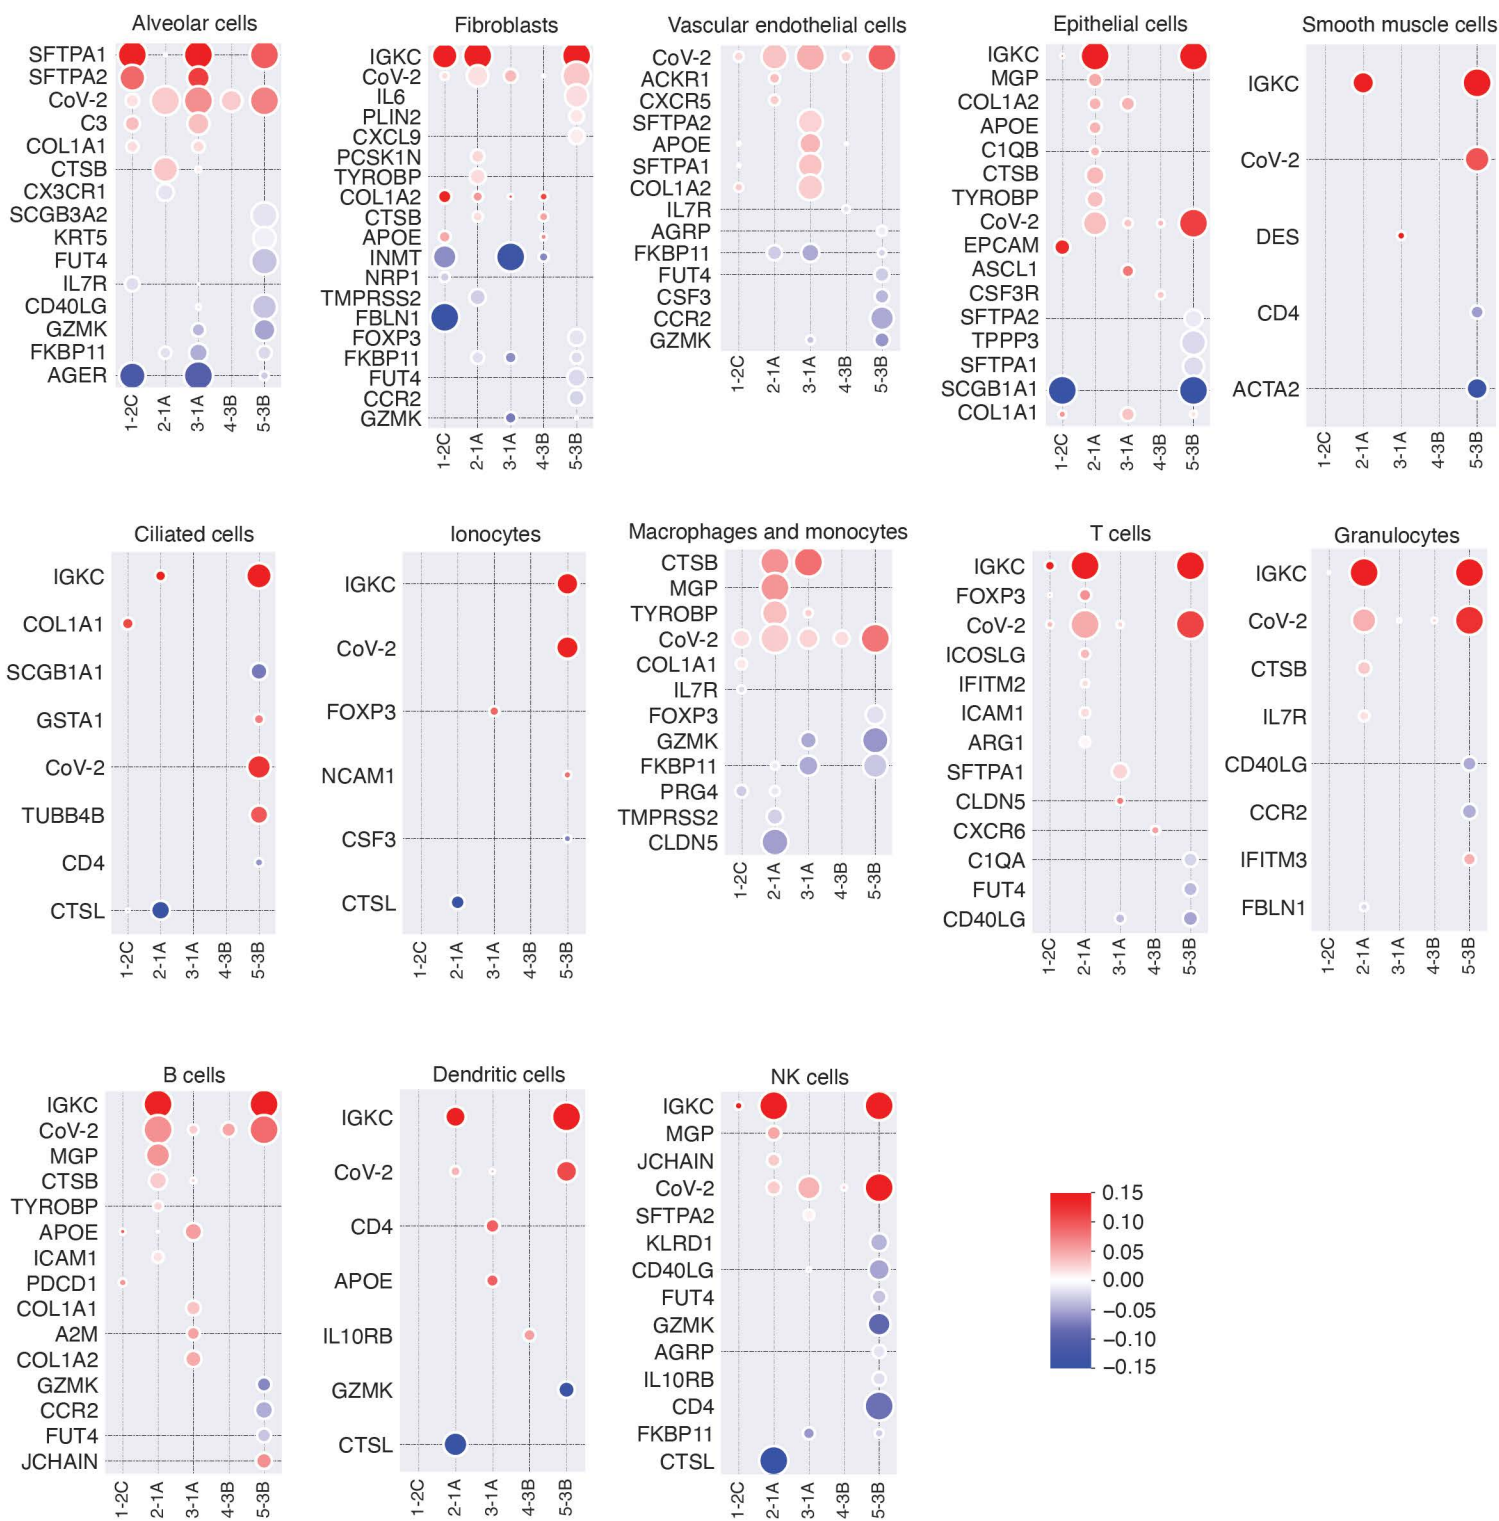 Alveolar cells
SFTPA1
SFTPA2
CoV-2
C3
COL1A1
CTSB
CX3CR1
SCGB3A2
KRT5
FUT4
IL7R
CD40LG
GZMK
FKBP11
AGER
1-2C
2-1A
3-1A
4-3B
5-3B
Fibroblasts
IGKC
CoV-2
IL6
PLIN2
CXCL9
PCSK1N
TYROBP
COL1A2
CTSB
APOE
INMT
NRP1
TMPRSS2
FBLN1
FOXP3
FKBP11
FUT4
CCR2
GZMK
1-2C
2-1A
3-1A
4-3B
5-3B
Vascular endothelial cells
CoV-2
ACKR1
CXCR5
SFTPA2
APOE
SFTPA1
COL1A2
IL7R
AGRP
FKBP11
FUT4
CSF3
CCR2
GZMK
1-2C
2-1A
3-1A
4-3B
5-3B
Epithelial cells
IGKC
MGP
COL1A2
APOE
C1QB
CTSB
TYROBP
CoV-2
EPCAM
ASCL1
CSF3R
SFTPA2
TPPP3
SFTPA1
SCGB1A1
COL1A1
1-2C
2-1A
3-1A
4-3B
5-3B
Smooth muscle cells
IGKC
CoV-2
DES
CD4
ACTA2
1-2C
2-1A
3-1A
4-3B
5-3B
Ciliated cells
IGKC
COL1A1
SCGB1A1
GSTA1
CoV-2
TUBB4B
CD4
CTSL
1-2C
2-1A
3-1A
4-3B
5-3B
Ionocytes
IGKC
CoV-2
FOXP3
NCAM1
CSF3
CTSL
1-2C
2-1A
3-1A
4-3B
5-3B
Macrophages and monocytes
CTSB
MGP
TYROBP
CoV-2
COL1A1
IL7R
FOXP3
GZMK
FKBP11
PRG4
TMPRSS2
CLDN5
1-2C
2-1A
3-1A
4-3B
5-3B
T cells
IGKC
FOXP3
CoV-2
ICOSLG
IFITM2
ICAM1
ARG1
SFTPA1
CLDN5
CXCR6
C1QA
FUT4
CD40LG
1-2C
2-1A
3-1A
4-3B
5-3B
Granulocytes
IGKC
CoV-2
CTSB
IL7R
CD40LG
CCR2
IFITM3
FBLN1
1-2C
2-1A
3-1A
4-3B
5-3B
B cells
IGKC
CoV-2
MGP
CTSB
TYROBP
APOE
ICAM1
PDCD1
COL1A1
A2M
COL1A2
GZMK
CCR2
FUT4
JCHAIN
1-2C
2-1A
3-1A
4-3B
5-3B
Dendritic cells
IGKC
CoV-2
CD4
APOE
IL10RB
GZMK
CTSL
1-2C
2-1A
3-1A
4-3B
5-3B
NK cells
IGKC
MGP
JCHAIN
CoV-2
SFTPA2
KLRD1
CD40LG
FUT4
GZMK
AGRP
IL10RB
CD4
FKBP11
CTSL
1-2C
2-1A
3-1A
4-3B
5-3B
0.15
0.10
0.05
0.00
−0.05
−0.10
−0.15